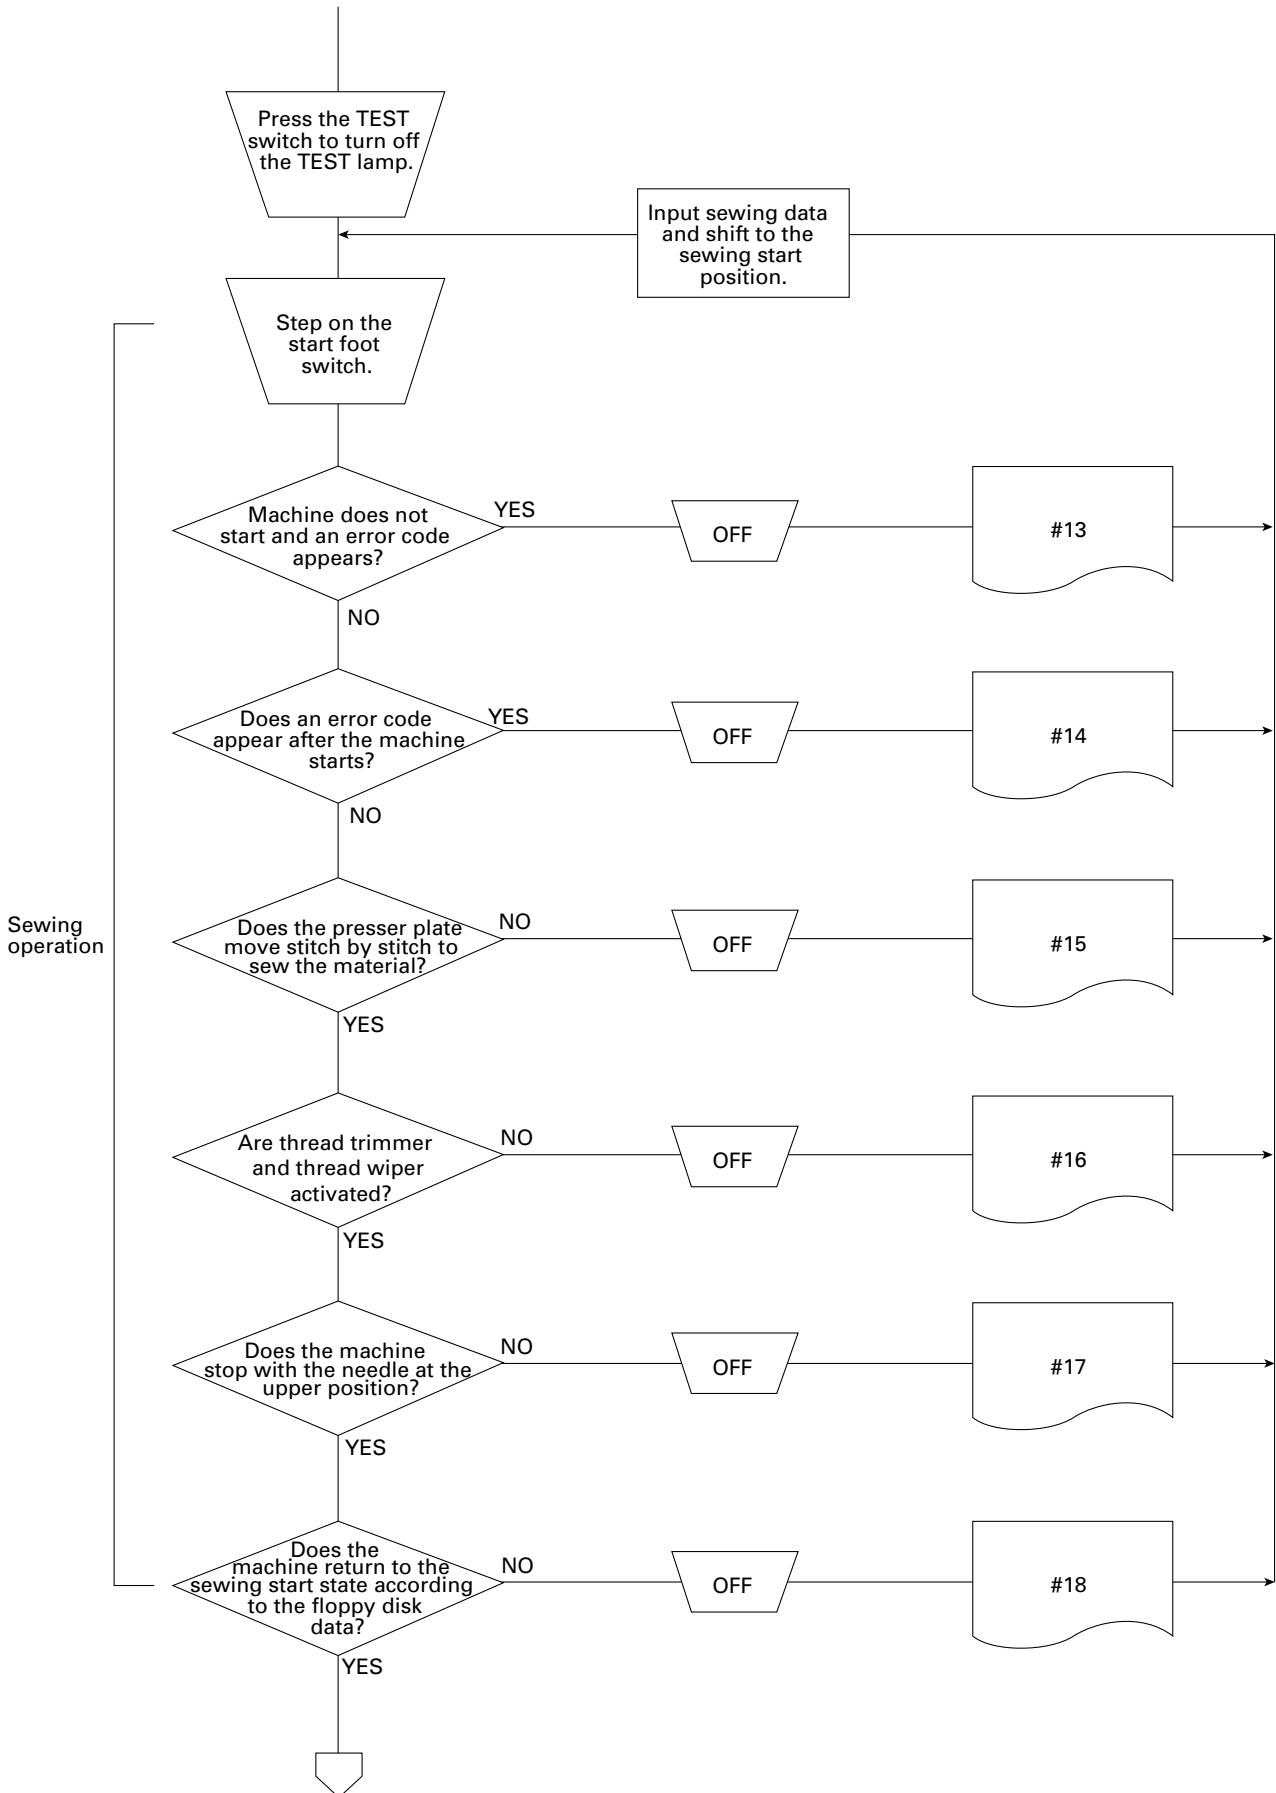 Press the TEST
switch to turn off
the TEST lamp.
Input sewing data
and shift to the
sewing start
position.
Step on the
start foot
switch.
Machine does not
start and an error code
appears?
YES
OFF
#13
NO
Does an error code
appear after the machine
starts?
YES
OFF
#14
NO
Sewing
operation
Does the presser plate
move stitch by stitch to
sew the material?
NO
OFF
#15
YES
Are thread trimmer
and thread wiper
activated?
NO
OFF
#16
YES
Does the machine
stop with the needle at the
upper position?
NO
OFF
#17
YES
Does the
machine return to the
sewing start state according
to the floppy disk
data?
NO
OFF
#18
YES